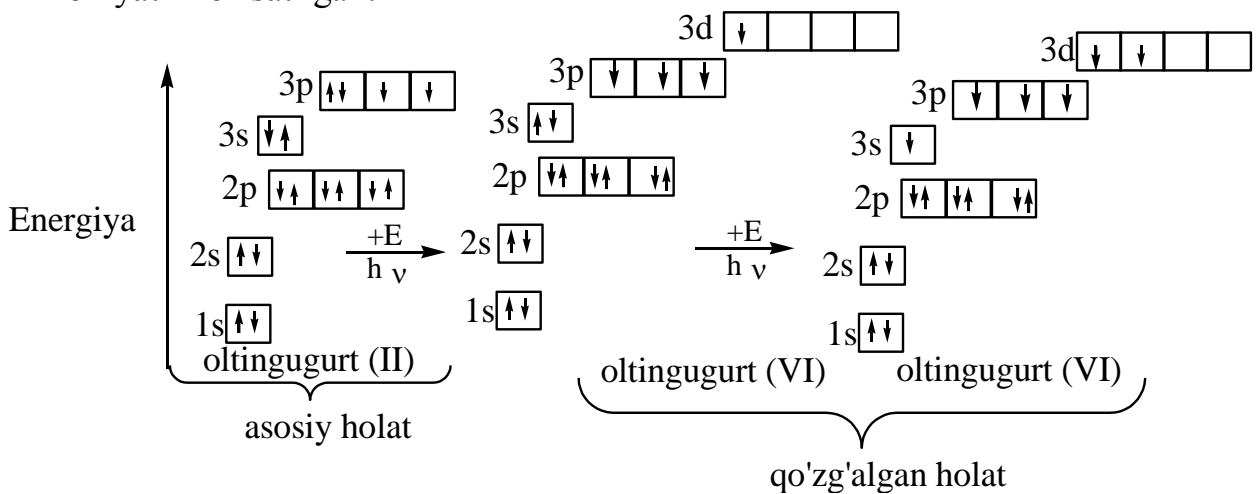 3d
3d
3p
3p
3p
3s
3s
3s
2p
2p
2p
Energiya
2s +E 2s +E 2s
h ν h ν
1s 1s 1s
oltingugurt (II) oltingugurt (VI) oltingugurt (VI)
asosiy holat
qo'zg'algan holat